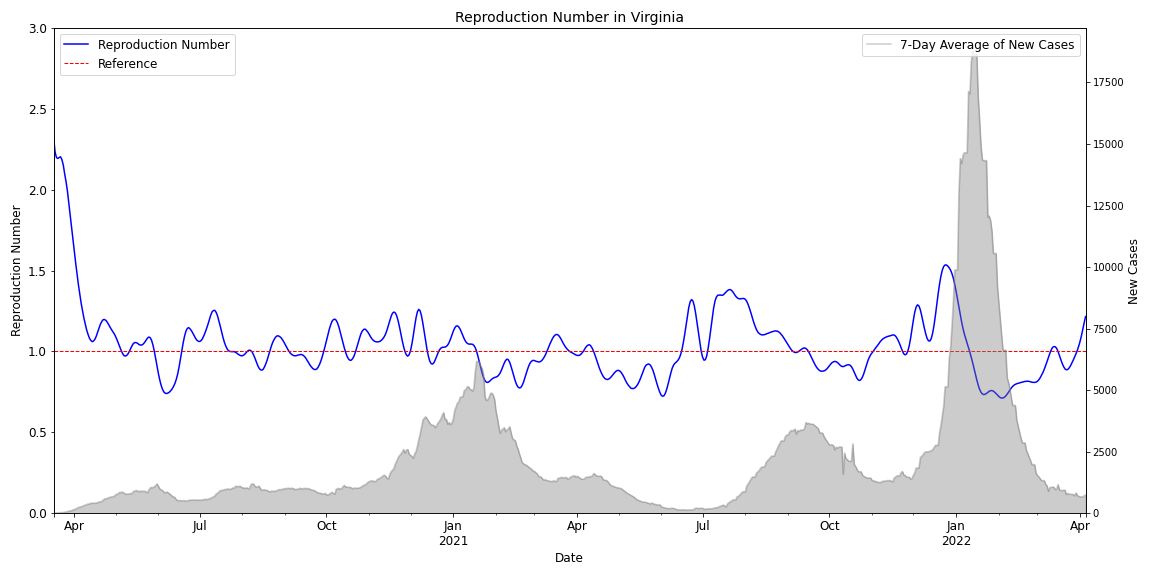 Reproduction Number in Virginia
Reproduction Number
Reference
7-Day Average of New Cases
3.0
2.5
2.0
1.5
1.0
0.5
0.0
Reproduction Number
17500
15000
12500
10000
7500
5000
2500
0
New Cases
Apr Jul Oct Jan Apr Jul Oct Jan Apr
2021 2022
Date